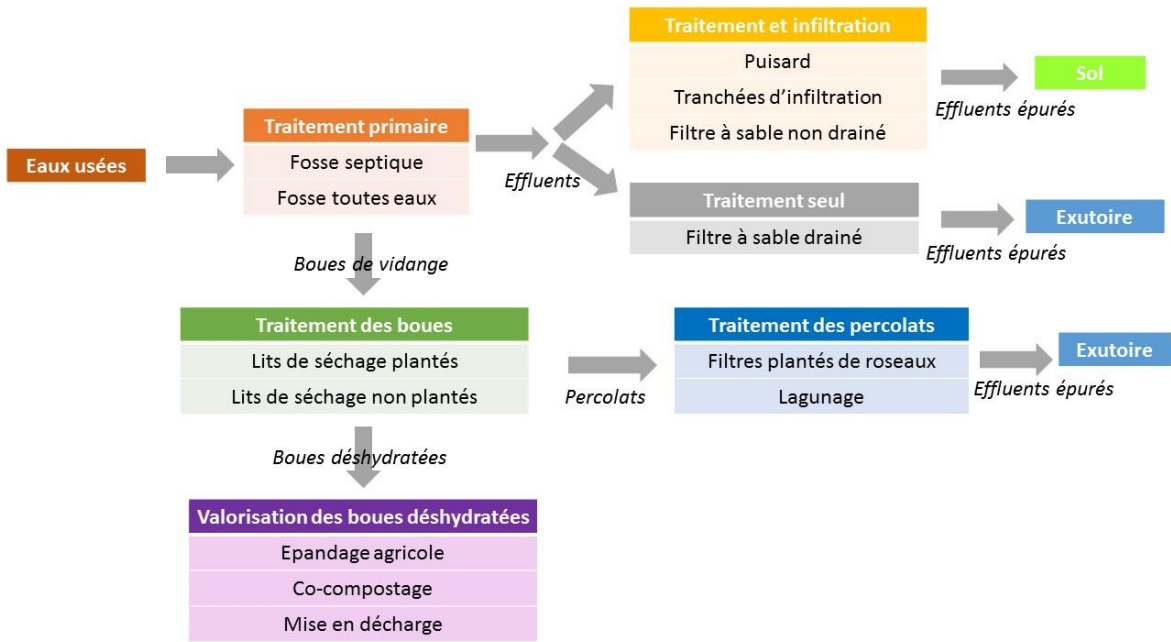 Eaux usées
Traitement primaire
Fosse septique
Fosse toutes eaux
Effluents
Traitement et infiltration
Puisard
Tranchées d'infiltration
Filtre à sable non drainé
Effluents épurés
Sol
Traitement seul
Filtre à sable drainé
Effluents épurés
Exutoire
Boues de vidange
Traitement des boues
Lits de séchage plantés
Lits de séchage non plantés
Percolats
Traitement des percolats
Filtres plantés de roseaux
Lagunage
Effluents épurés
Exutoire
Boues déshydratées
Valorisation des boues déshydratées
Epandage agricole
Co-compostage
Mise en décharge